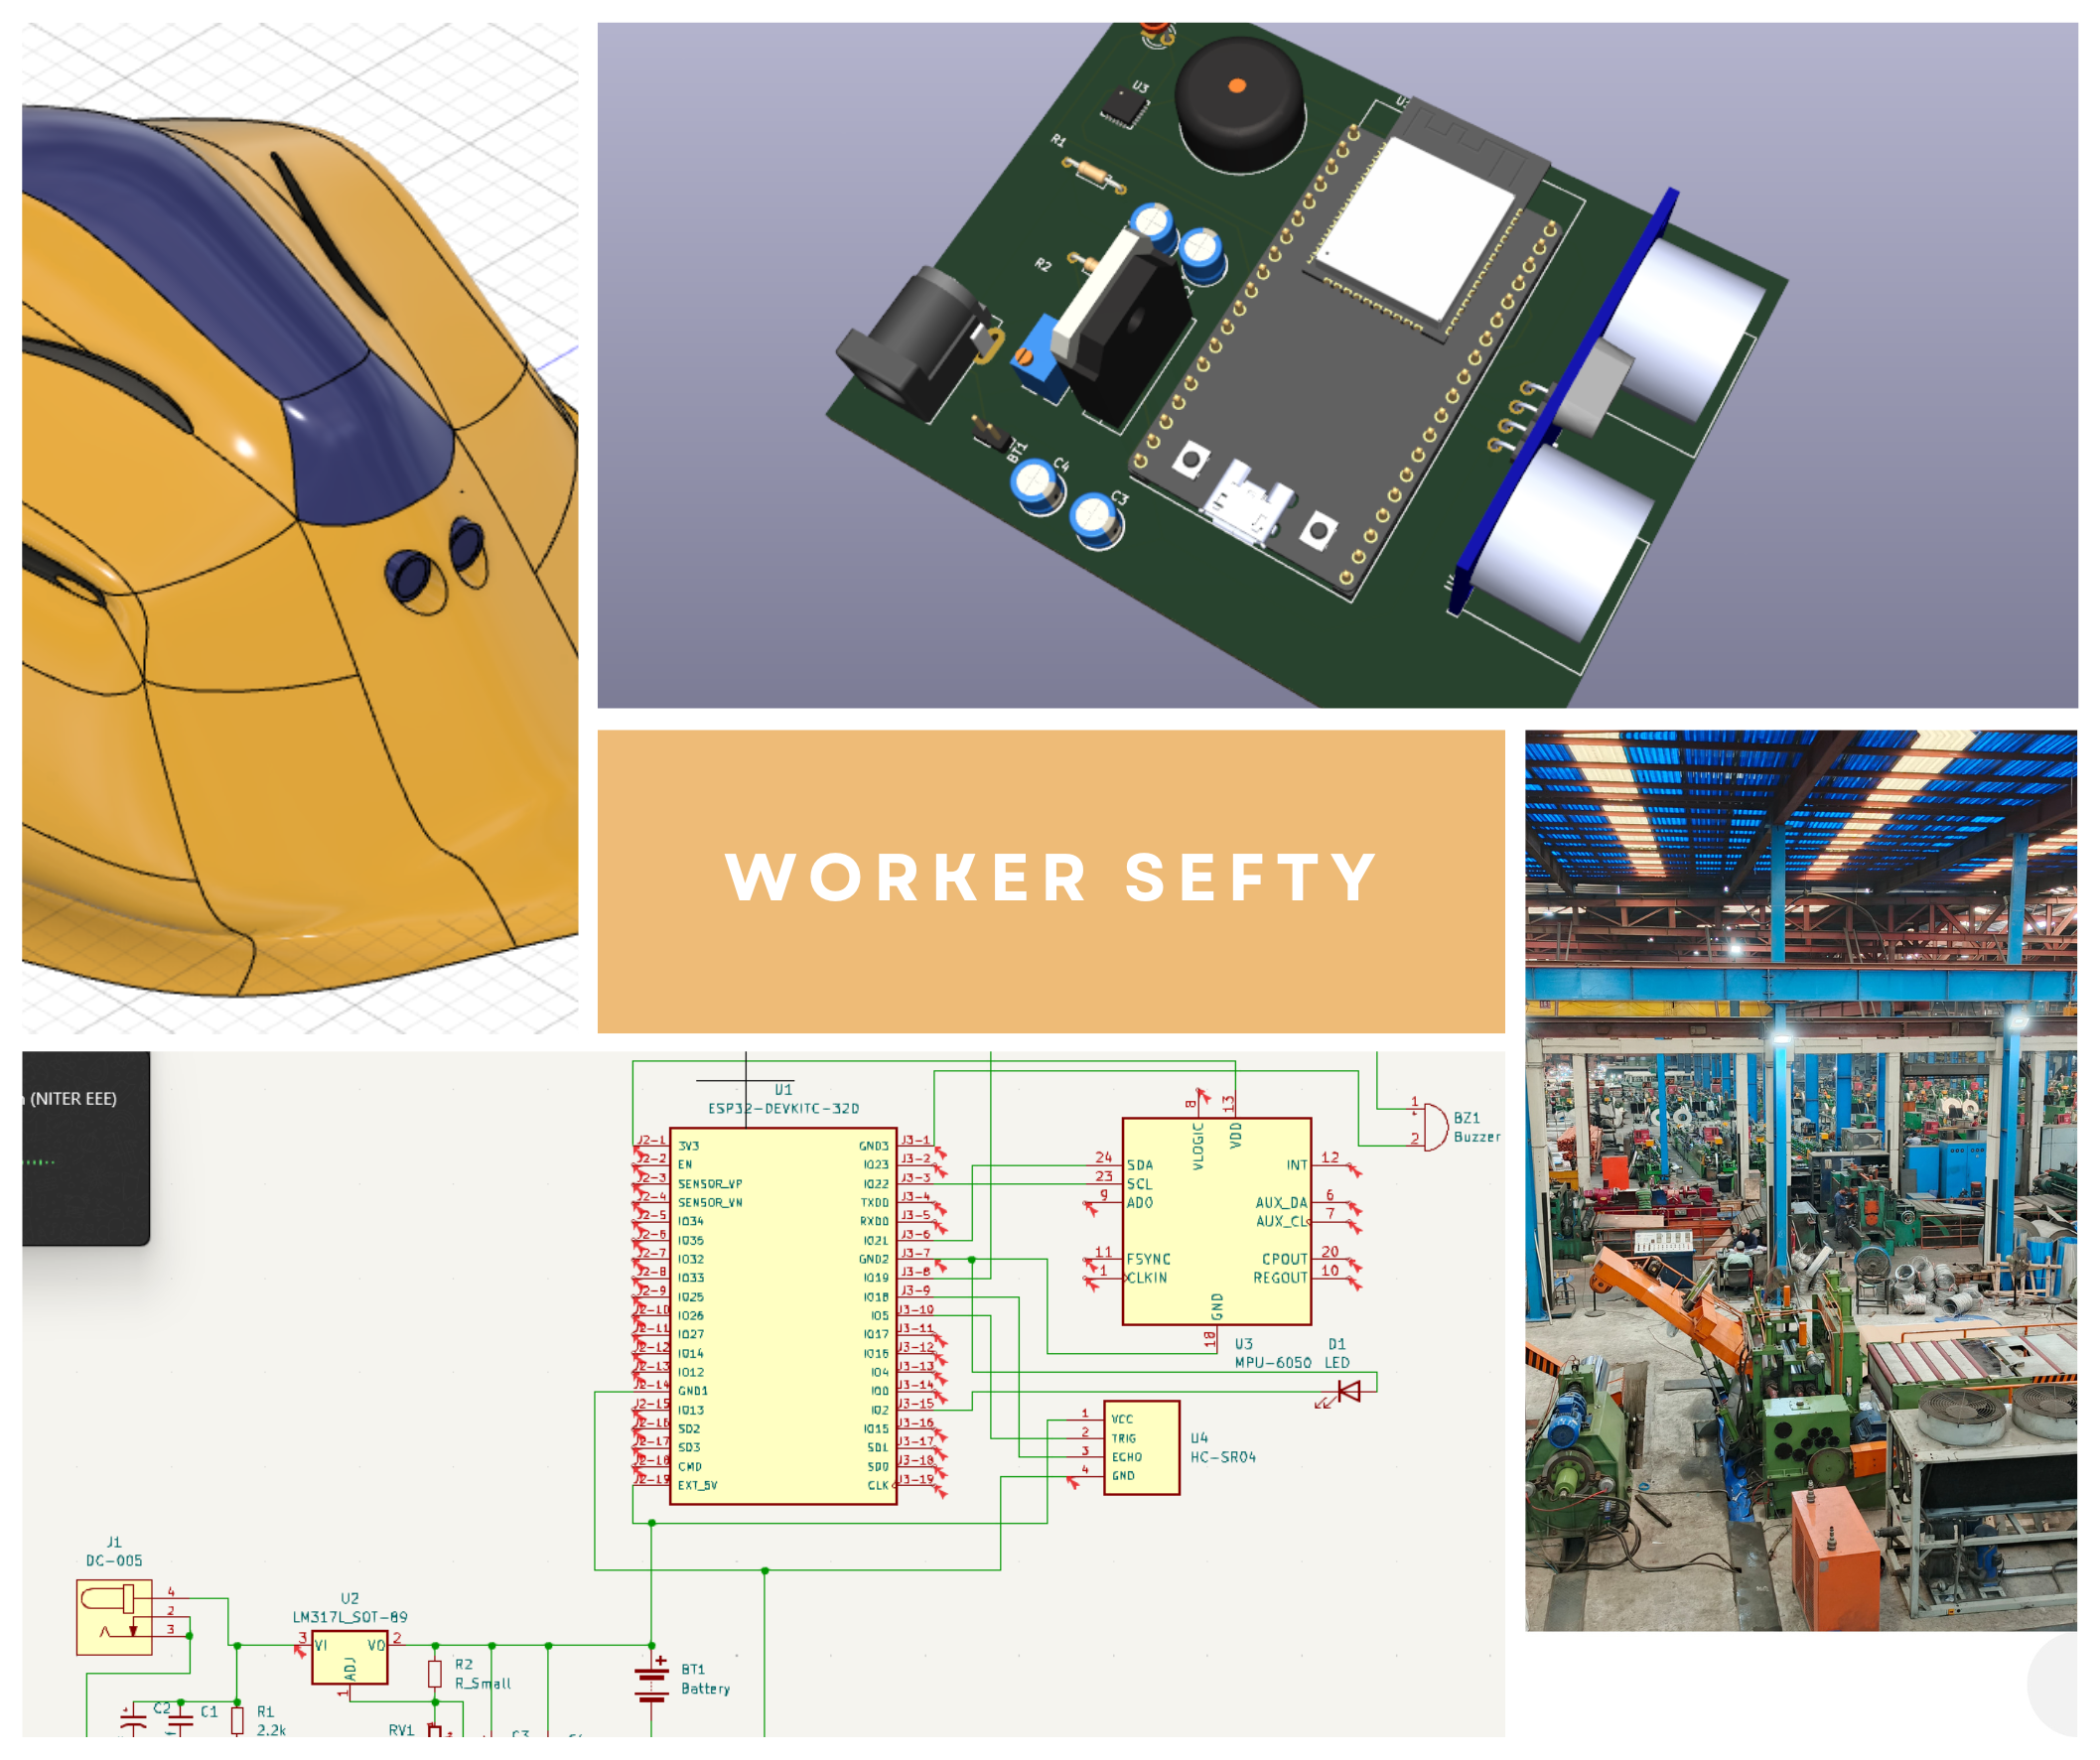 U3
R1
R2
BT1
C4
C3
WORKER SEFTY
(NITER EEE)
U1
ESP32-DEVKITC-32D
J2-1 3V3 GND3 J3-1
J2-2 EN IO23 J3-2
J2-3 SENSOR_VP IO22 J3-3
J2-4 SENSOR_VN TXD0 J3-4
J2-5 IO34 RXD0 J3-5
J2-6 IO35 IO21 J3-6
J2-7 IO32 GND2 J3-7
J2-8 IO33 IO19 J3-8
J2-9 IO25 IO18 J3-9
J2-10 IO26 IO5 J3-10
J2-11 IO27 IO17 J3-11
J2-12 IO14 IO16 J3-12
J2-13 IO12 IO4 J3-13
J2-14 GND1 IO0 J3-14
J2-15 IO13 IO2 J3-15
J2-16 SD2 IO15 J3-16
J2-17 SD3 SD1 J3-17
J2-18 CMD SD0 J3-18
J2-19 EXT_5V CLK J3-19
8 13
VLOGIC VDD
24 SDA INT 12
23 SCL
9 AD0 AUX_DA 6
AUX_CL 7
11 FSYNC CPOUT 20
1 CLKIN REGOUT 10
GND
18
U3
MPU-6050
D1
LED
1
2
BZ1
Buzzer
1 VCC
2 TRIG
3 ECHO
4 GND
U4
HC-SR04
J1
DC-005
4
2
3
U2
LM317L_SOT-89
3 VI VO 2
ADJ
1
R2
R_Small
BT1
Battery
C2
C1
R1
2.2k
RV1
C3